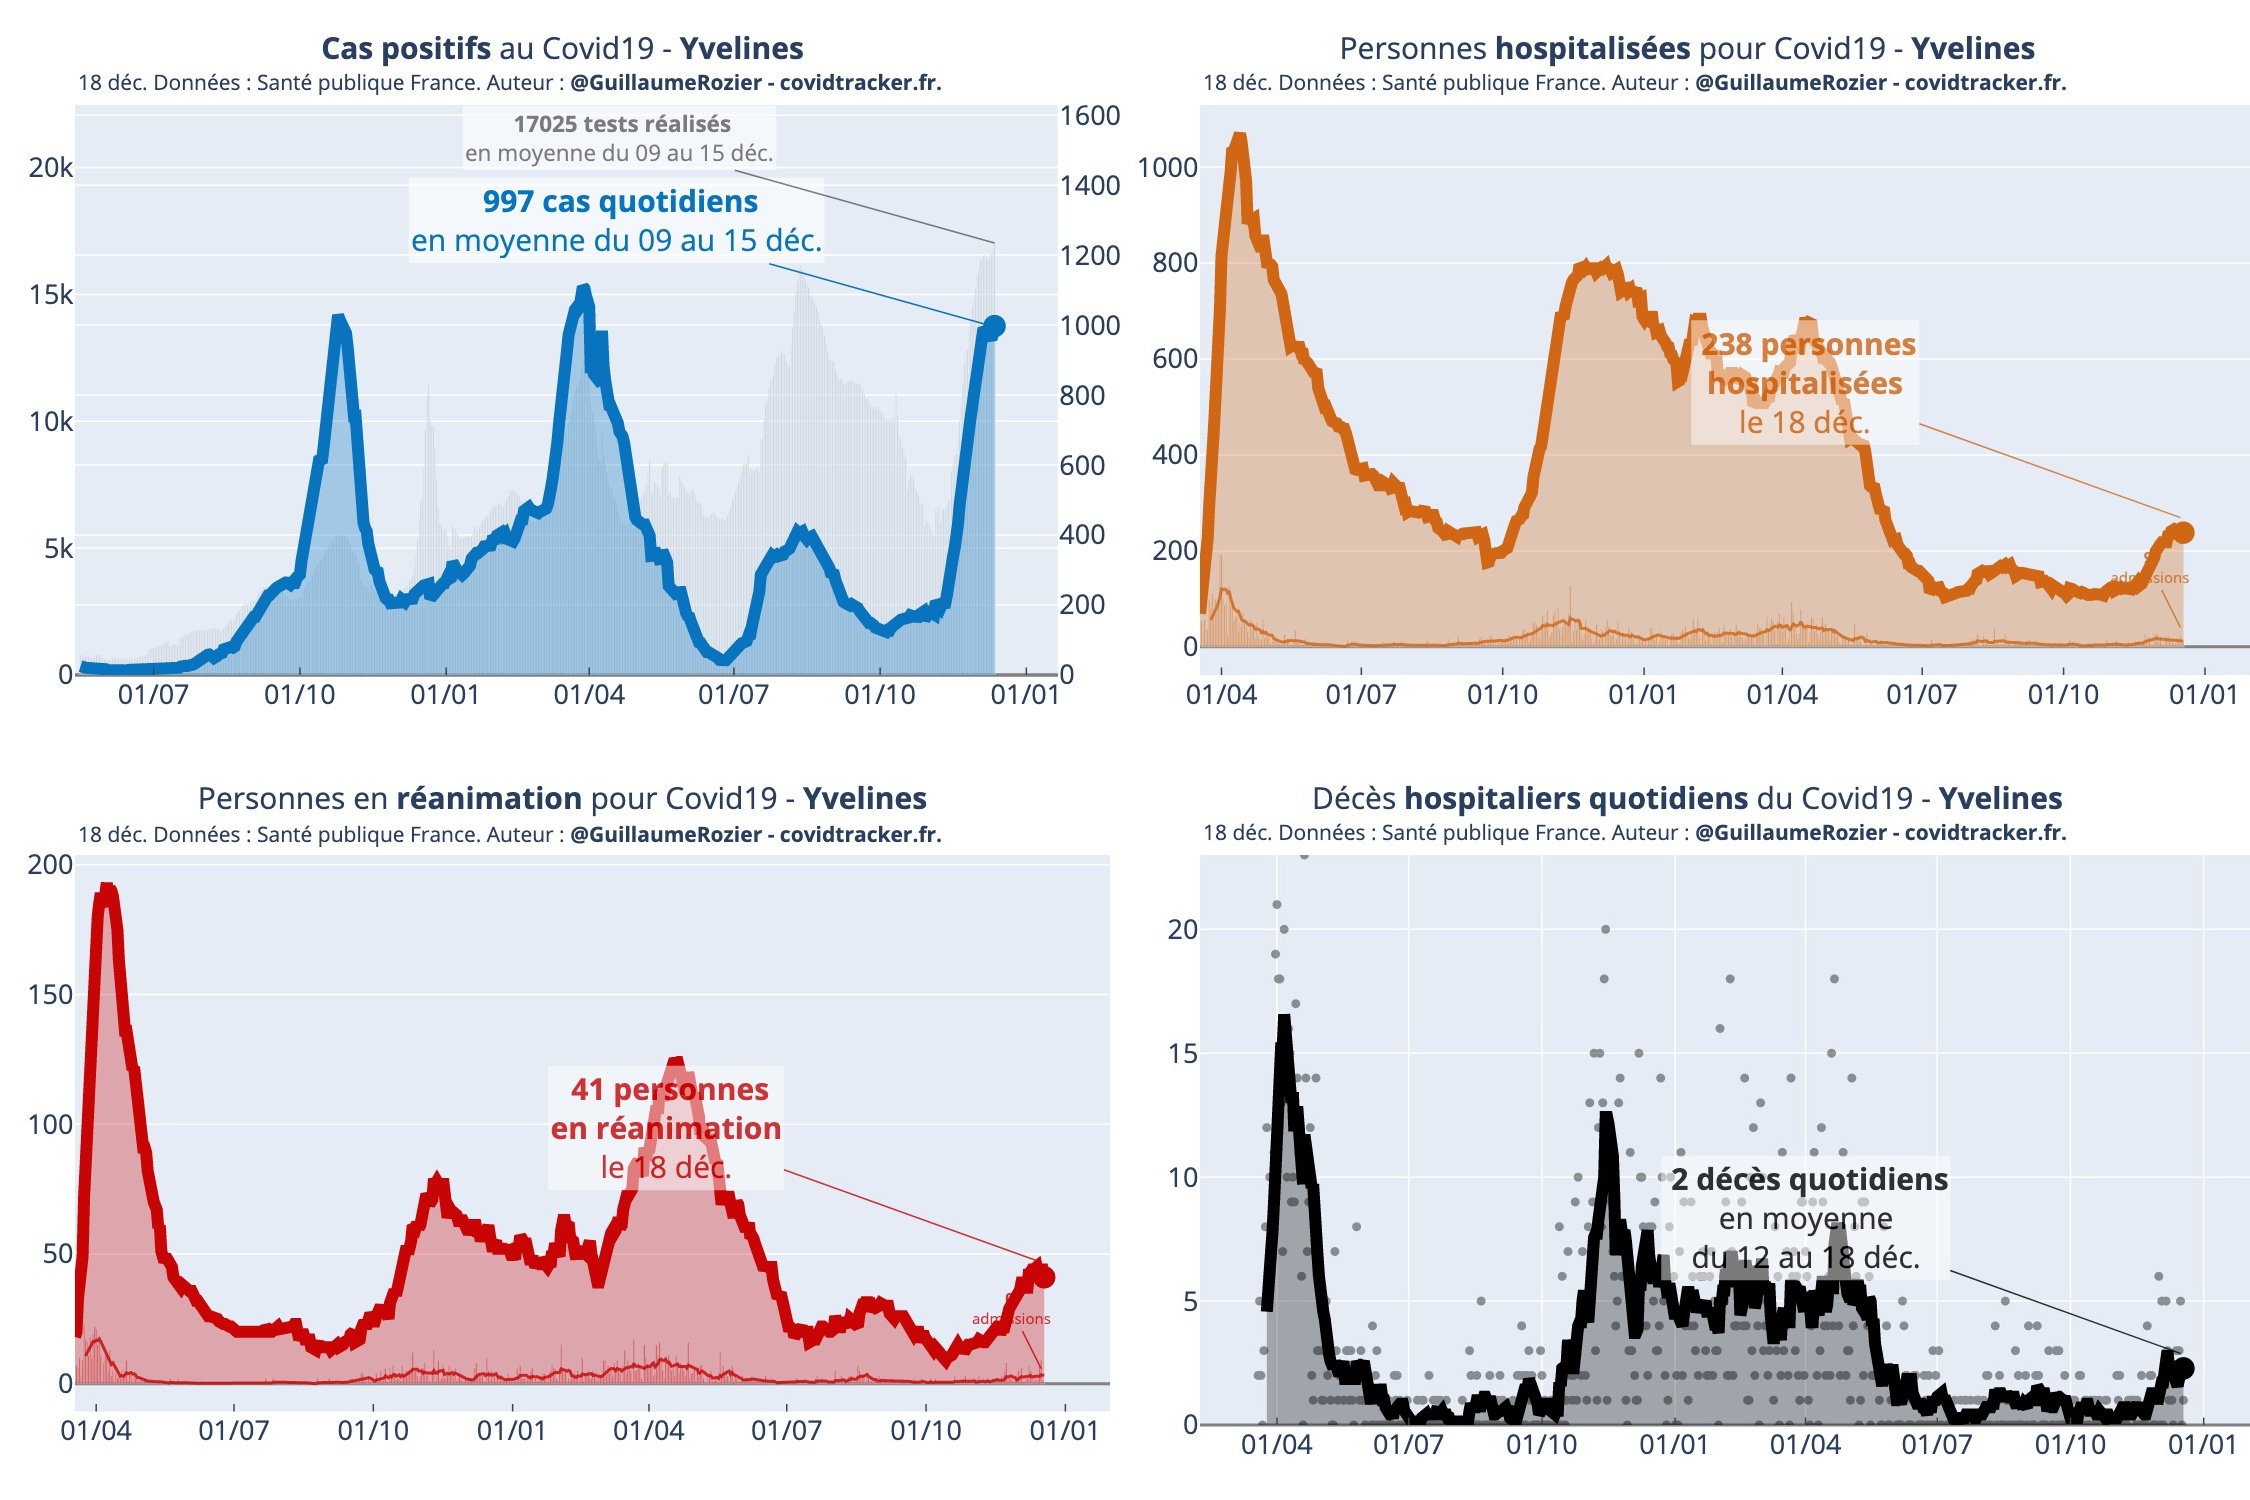 Cas positifs au Covid19 - Yvelines
18 déc. Données : Santé publique France. Auteur : @GuillaumeRozier - covidtracker.fr.
17025 tests réalisés
en moyenne du 09 au 15 déc.
997 cas quotidiens
en moyenne du 09 au 15 déc.
20k
15k
10k
5k
0
1600
1400
1200
1000
800
600
400
200
0
01/07 01/10 01/01 01/04 01/07 01/10 01/01
Personnes hospitalisées pour Covid19 - Yvelines
18 déc. Données : Santé publique France. Auteur : @GuillaumeRozier - covidtracker.fr.
1000
800
600
400
200
0
238 personnes
hospitalisées
le 18 déc.
admissions
01/04 01/07 01/10 01/01 01/04 01/07 01/10 01/01
Personnes en réanimation pour Covid19 - Yvelines
18 déc. Données : Santé publique France. Auteur : @GuillaumeRozier - covidtracker.fr.
200
150
100
50
0
41 personnes
en réanimation
le 18 déc.
admissions
01/04 01/07 01/10 01/01 01/04 01/07 01/10 01/01
Décès hospitaliers quotidiens du Covid19 - Yvelines
18 déc. Données : Santé publique France. Auteur : @GuillaumeRozier - covidtracker.fr.
20
15
10
5
0
2 décès quotidiens
en moyenne
du 12 au 18 déc.
01/04 01/07 01/10 01/01 01/04 01/07 01/10 01/01